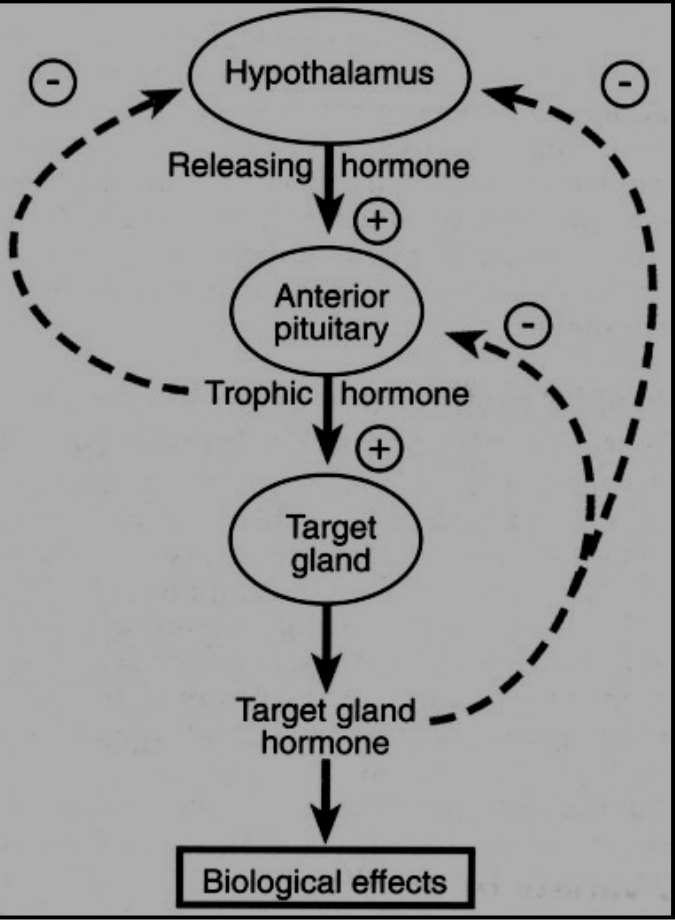 Hypothalamus
-
-
Releasing hormone
+
Anterior
pituitary
-
Trophic hormone
+
Target
gland
Target gland
hormone
Biological effects